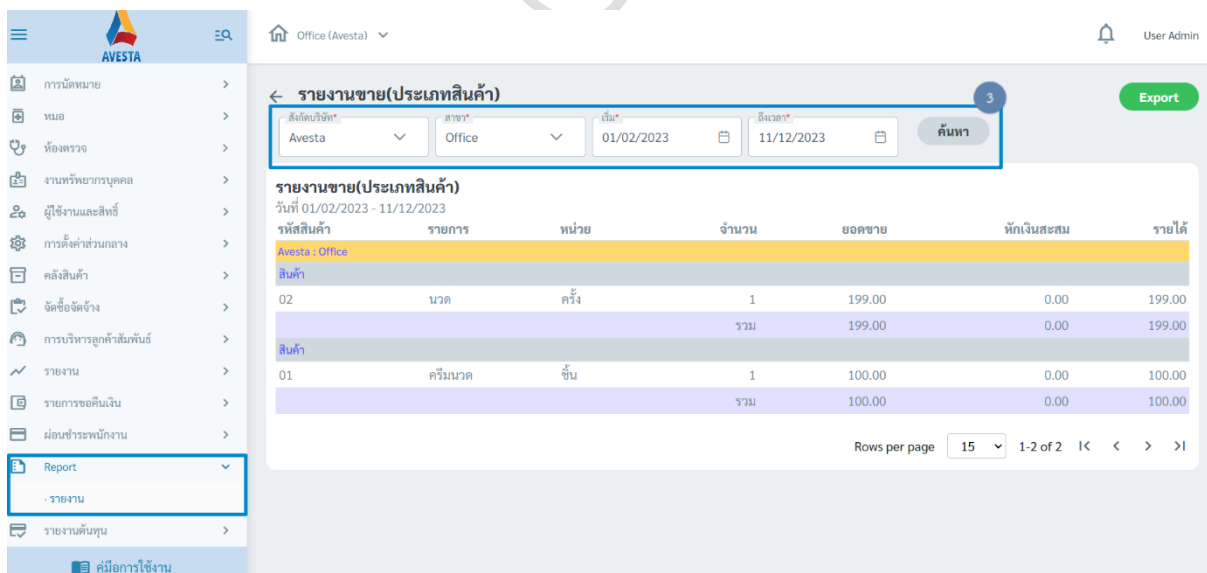 AVESTA
Office (Avesta)
User Admin
การนัดหมาย
หมอ
ห้องตรวจ
งานทรัพยากรบุคคล
ผู้ใช้งานและสิทธิ์
การตั้งค่าส่วนกลาง
คลังสินค้า
จัดซื้อจัดจ้าง
การบริหารลูกค้าสัมพันธ์
รายงาน
รายการขอคืนเงิน
ผ่อนชำระพนักงาน
Report
· รายงาน
รายงานต้นทุน
คู่มือการใช้งาน
รายงานขาย(ประเภทสินค้า)
3
Export
สังกัดบริษัท* สาขา* เริ่ม* ถึงเวลา*
Avesta Office 01/02/2023 11/12/2023 ค้นหา
รายงานขาย(ประเภทสินค้า)
วันที่ 01/02/2023 - 11/12/2023
รหัสสินค้า รายการ หน่วย จำนวน ยอดขาย หักเงินสะสม รายได้
Avesta : Office
สินค้า
02 นวด ครั้ง 1 199.00 0.00 199.00
รวม 199.00 0.00 199.00
สินค้า
01 ครีมนวด ชิ้น 1 100.00 0.00 100.00
รวม 100.00 0.00 100.00
Rows per page 15 1-2 of 2